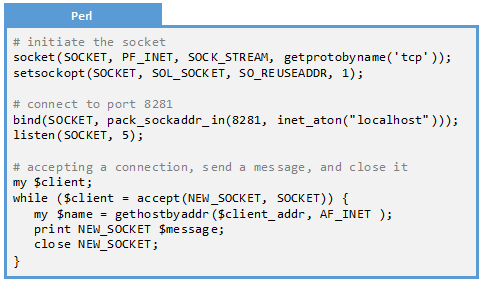 Perl
# initiate the socket
socket(SOCKET, PF_INET, SOCK_STREAM, getprotobyname('tcp'));
setsockopt(SOCKET, SOL_SOCKET, SO_REUSEADDR, 1);
# connect to port 8281
bind(SOCKET, pack_sockaddr_in(8281, inet_aton("localhost")));
listen(SOCKET, 5);
# accepting a connection, send a message, and close it
my $client;
while ($client = accept(NEW_SOCKET, SOCKET)) {
my $name = gethostbyaddr($client_addr, AF_INET );
print NEW_SOCKET $message;
close NEW_SOCKET;
}